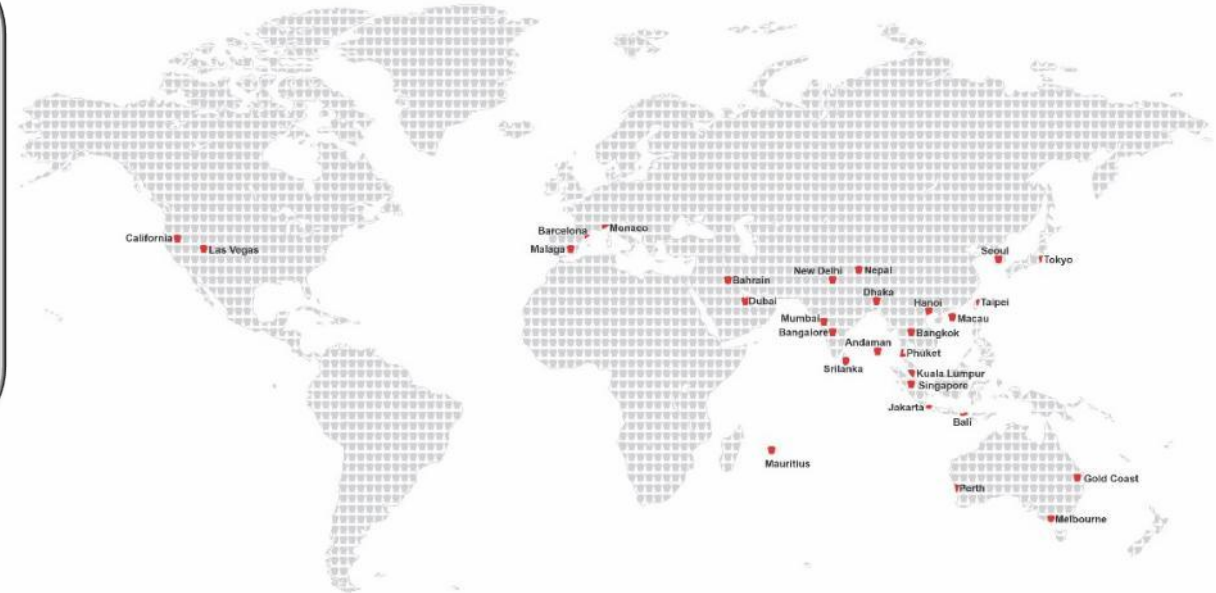 Monaco
Barcelona
California
Malaga
Las Vegas
Seoul
Tokyo
New Delhi
Nepal
Bahrain
Dhaka
Dubai
Hanoi
Taipei
Mumbai
Macau
Bangalore
Bangkok
Andaman
Phuket
Srilanka
Kuala Lumpur
Singapore
Jakarta
Bali
Mauritius
Gold Coast
Perth
Melbourne